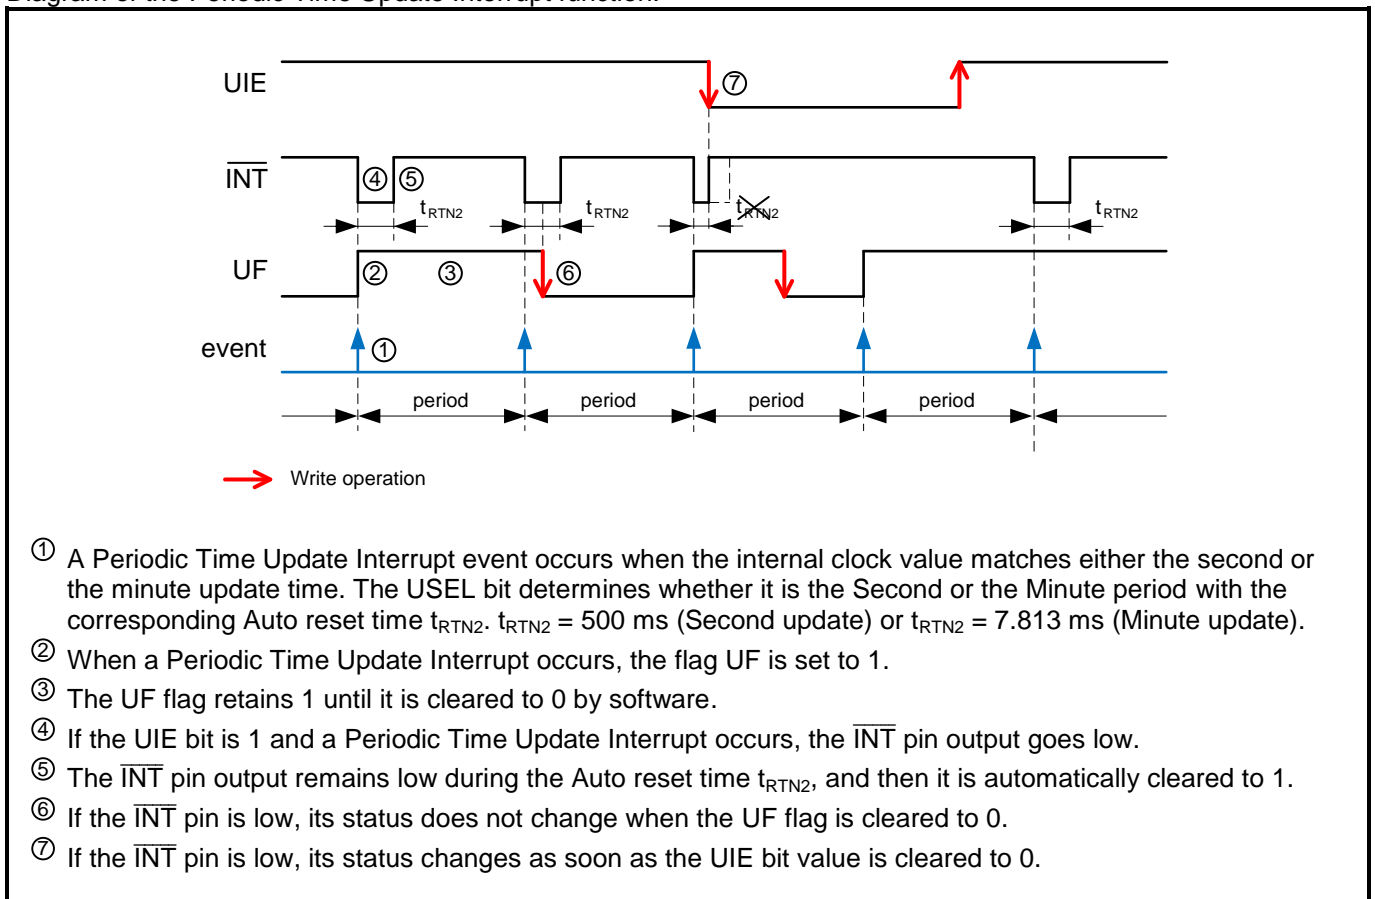 Diagram of the Periodic Time Update Interrupt function:
UIE
⑦
INT
④ ⑤
tRTN2 tRTN2 tRTN2 tRTN2
UF
② ③ ⑥
event
①
period period period period
Write operation
① A Periodic Time Update Interrupt event occurs when the internal clock value matches either the second or
the minute update time. The USEL bit determines whether it is the Second or the Minute period with the
corresponding Auto reset time tRTN2. tRTN2 = 500 ms (Second update) or tRTN2 = 7.813 ms (Minute update).
② When a Periodic Time Update Interrupt occurs, the flag UF is set to 1.
③ The UF flag retains 1 until it is cleared to 0 by software.
④ If the UIE bit is 1 and a Periodic Time Update Interrupt occurs, the INT pin output goes low.
⑤ The INT pin output remains low during the Auto reset time tRTN2, and then it is automatically cleared to 1.
⑥ If the INT pin is low, its status does not change when the UF flag is cleared to 0.
⑦ If the INT pin is low, its status changes as soon as the UIE bit value is cleared to 0.